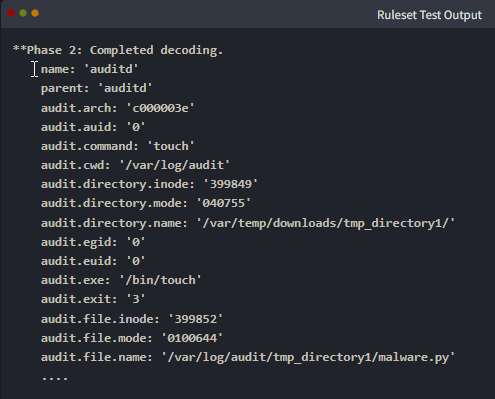 Ruleset Test Output
**Phase 2: Completed decoding.
name: 'auditd'
parent: 'auditd'
audit.arch: 'c000003e'
audit.auid: '0'
audit.command: 'touch'
audit.cwd: '/var/log/audit'
audit.directory.inode: '399849'
audit.directory.mode: '040755'
audit.directory.name: '/var/temp/downloads/tmp_directory1/'
audit.egid: '0'
audit.euid: '0'
audit.exe: '/bin/touch'
audit.exit: '3'
audit.file.inode: '399852'
audit.file.mode: '0100644'
audit.file.name: '/var/log/audit/tmp_directory1/malware.py'
....